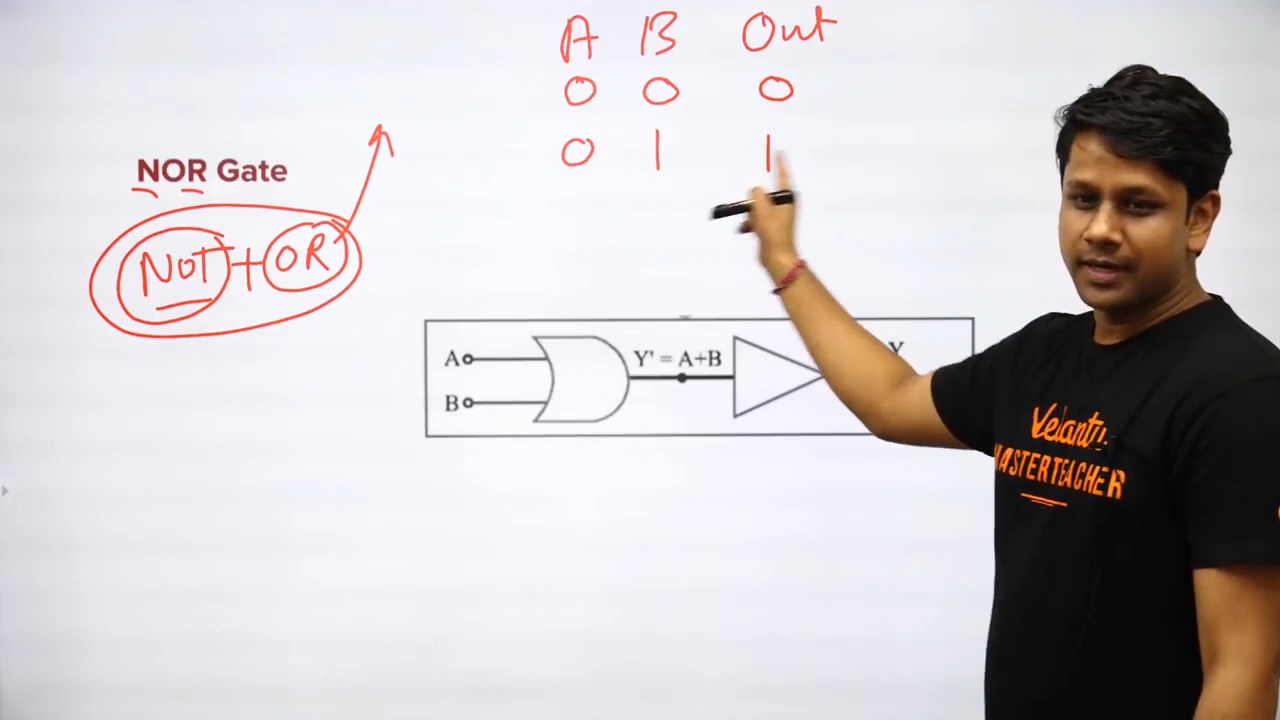 A B Out
0 0 0
0 1 1
NOR Gate
NOT + OR
A
B
Y' = A+B
Y
Vedantu
MASTERTEACHER